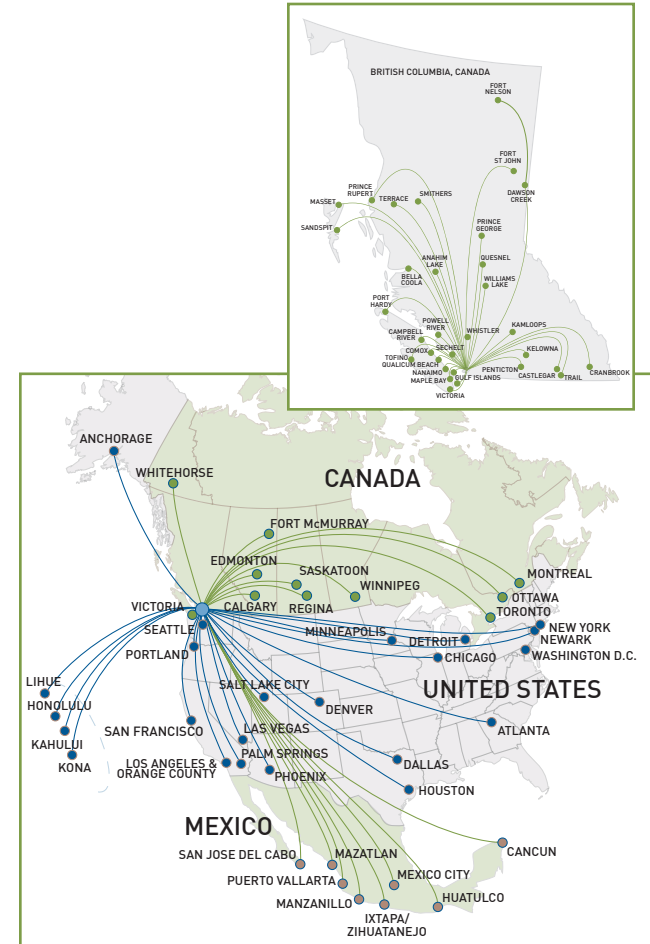 BRITISH COLUMBIA, CANADA
FORT
NELSON
FORT
ST JOHN
DAWSON
CREEK
PRINCE
RUPERT
TERRACE
SMITHERS
MASSET
SANDSPIT
PRINCE
GEORGE
ANAHIM
LAKE
QUESNEL
BELLA
COOLA
WILLIAMS
LAKE
PORT
HARDY
POWELL
RIVER
CAMPBELL
RIVER
WHISTLER
KAMLOOPS
COMOX
SECHELT
KELOWNA
TOFINO
QUALICUM BEACH
NANAIMO
GULF ISLANDS
PENTICTON
CASTLEGAR
TRAIL
CRANBROOK
MAPLE BAY
VICTORIA
ANCHORAGE
WHITEHORSE
CANADA
FORT McMURRAY
EDMONTON
SASKATOON
WINNIPEG
MONTREAL
OTTAWA
VICTORIA
CALGARY
REGINA
TORONTO
SEATTLE
MINNEAPOLIS
DETROIT
NEW YORK
NEWARK
PORTLAND
CHICAGO
WASHINGTON D.C.
LIHUE
SALT LAKE CITY
UNITED STATES
HONOLULU
DENVER
SAN FRANCISCO
LAS VEGAS
ATLANTA
KAHULUI
PALM SPRINGS
KONA
LOS ANGELES &
ORANGE COUNTY
PHOENIX
DALLAS
HOUSTON
MEXICO
SAN JOSE DEL CABO
MAZATLAN
CANCUN
PUERTO VALLARTA
MEXICO CITY
MANZANILLO
HUATULCO
IXTAPA/
ZIHUATANEJO